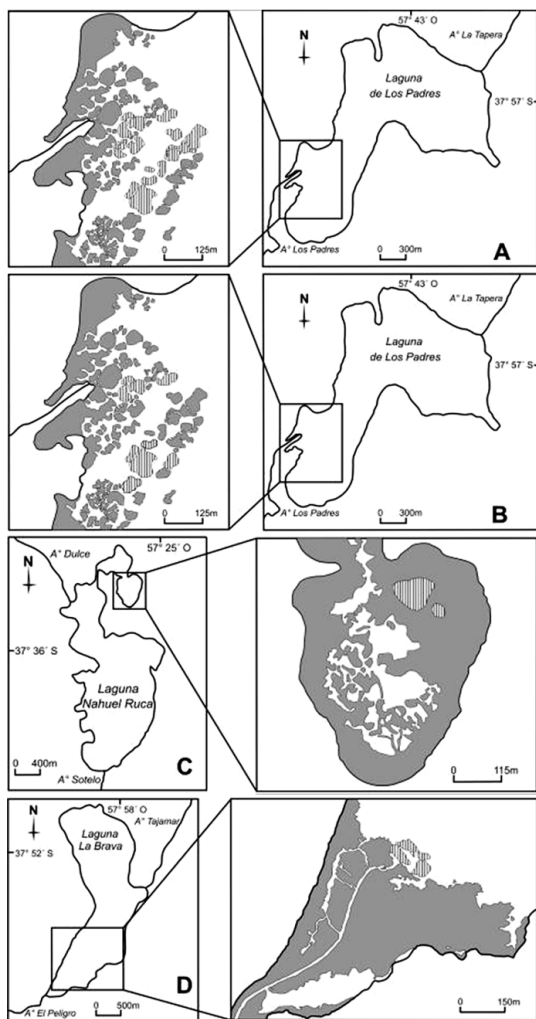 57° 43´ O
N
A° La Tapera
Laguna
de Los Padres
37° 57´ S
0 125m
A° Los Padres
0 300m
A
57° 43´ O
N
A° La Tapera
Laguna
de Los Padres
37° 57´ S
0 125m
A° Los Padres
0 300m
B
57° 25´ O
A° Dulce
N
37° 36´ S
Laguna
Nahuel Ruca
0 400m
C
A° Sotelo
0 115m
57° 58´ O
N
A° Tajamar
Laguna
La Brava
37° 52´ S
D
A° El Peligro
0 500m
0 150m